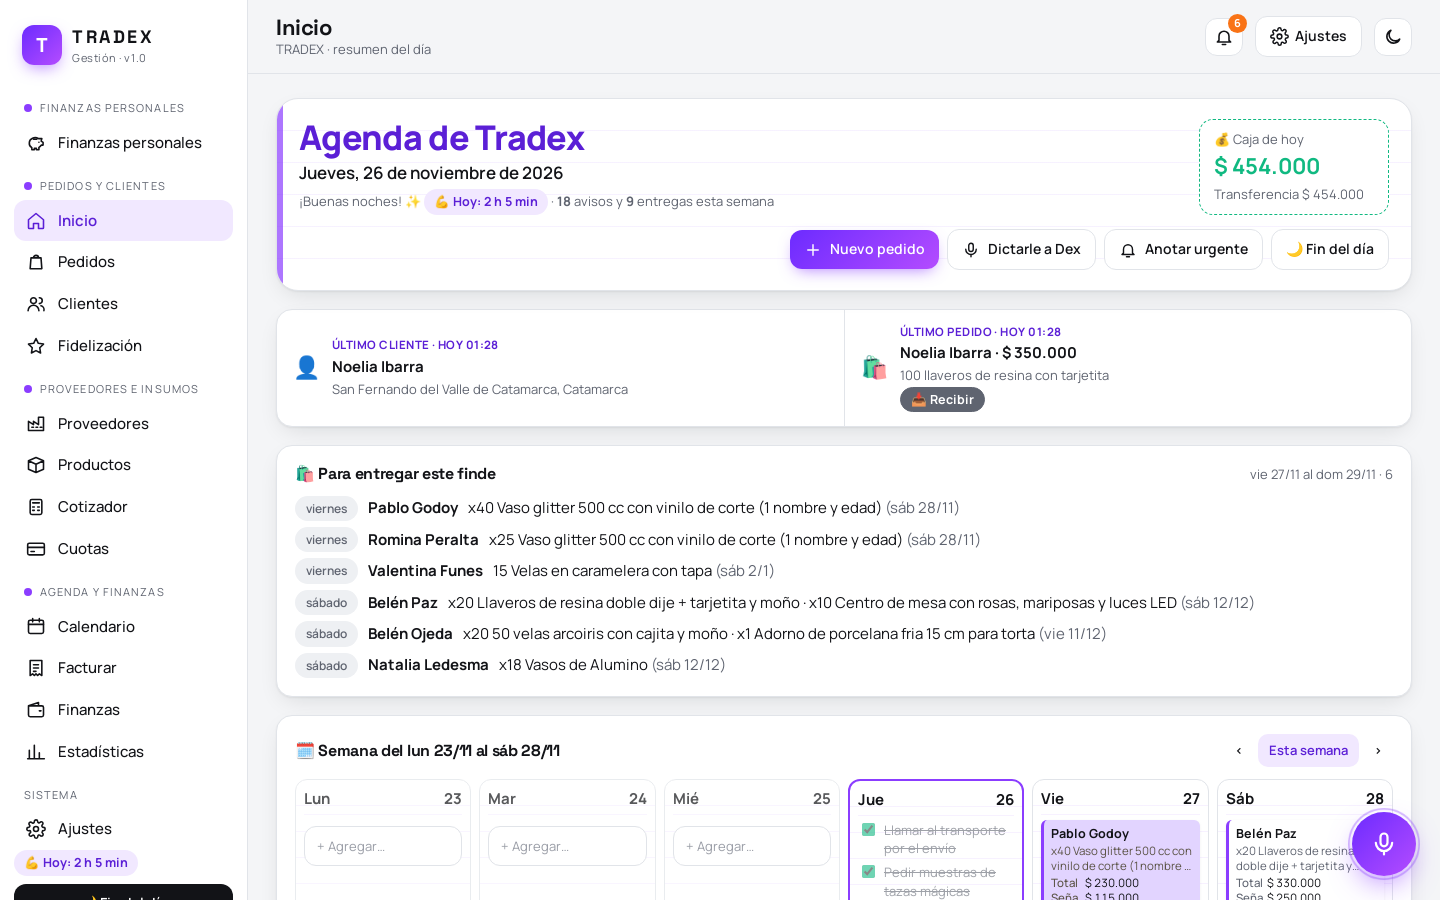 T
TRADEX
Gestión · v1.0
FINANZAS PERSONALES
Finanzas personales
PEDIDOS Y CLIENTES
Inicio
Pedidos
Clientes
Fidelización
PROVEEDORES E INSUMOS
Proveedores
Productos
Cotizador
Cuotas
AGENDA Y FINANZAS
Calendario
Facturar
Finanzas
Estadísticas
SISTEMA
Ajustes
💪 Hoy: 2 h 5 min
Inicio
TRADEX · resumen del día
6
Ajustes
Agenda de Tradex
Jueves, 26 de noviembre de 2026
¡Buenas noches! ✨ 💪 Hoy: 2 h 5 min · 18 avisos y 9 entregas esta semana
💰 Caja de hoy
$ 454.000
Transferencia $ 454.000
+ Nuevo pedido
Dictarle a Dex
Anotar urgente
🌙 Fin del día
ÚLTIMO CLIENTE · HOY 01:28
Noelia Ibarra
San Fernando del Valle de Catamarca, Catamarca
ÚLTIMO PEDIDO · HOY 01:28
Noelia Ibarra · $ 350.000
100 llaveros de resina con tarjetita
📥 Recibir
🛍️ Para entregar este finde
vie 27/11 al dom 29/11 · 6
viernes Pablo Godoy x40 Vaso glitter 500 cc con vinilo de corte (1 nombre y edad) (sáb 28/11)
viernes Romina Peralta x25 Vaso glitter 500 cc con vinilo de corte (1 nombre y edad) (sáb 28/11)
viernes Valentina Funes 15 Velas en caramelera con tapa (sáb 2/1)
sábado Belén Paz x20 Llaveros de resina doble dije + tarjetita y moño · x10 Centro de mesa con rosas, mariposas y luces LED (sáb 12/12)
sábado Belén Ojeda x20 50 velas arcoiris con cajita y moño · x1 Adorno de porcelana fria 15 cm para torta (vie 11/12)
sábado Natalia Ledesma x18 Vasos de Alumino (sáb 12/12)
🗓️ Semana del lun 23/11 al sáb 28/11
‹ Esta semana ›
Lun 23
+ Agregar...
Mar 24
+ Agregar...
Mié 25
+ Agregar...
Jue 26
Llamar al transporte
por el envío
Pedir muestras de
tazas mágicas
Vie 27
Pablo Godoy
x40 Vaso glitter 500 cc con
vinilo de corte (1 nombre ...
Total $ 230.000
Seña $ 115.000
Sáb 28
Belén Paz
x20 Llaveros de resina
doble dije + tarjetita y...
Total $ 330.000
Seña $ 250.000